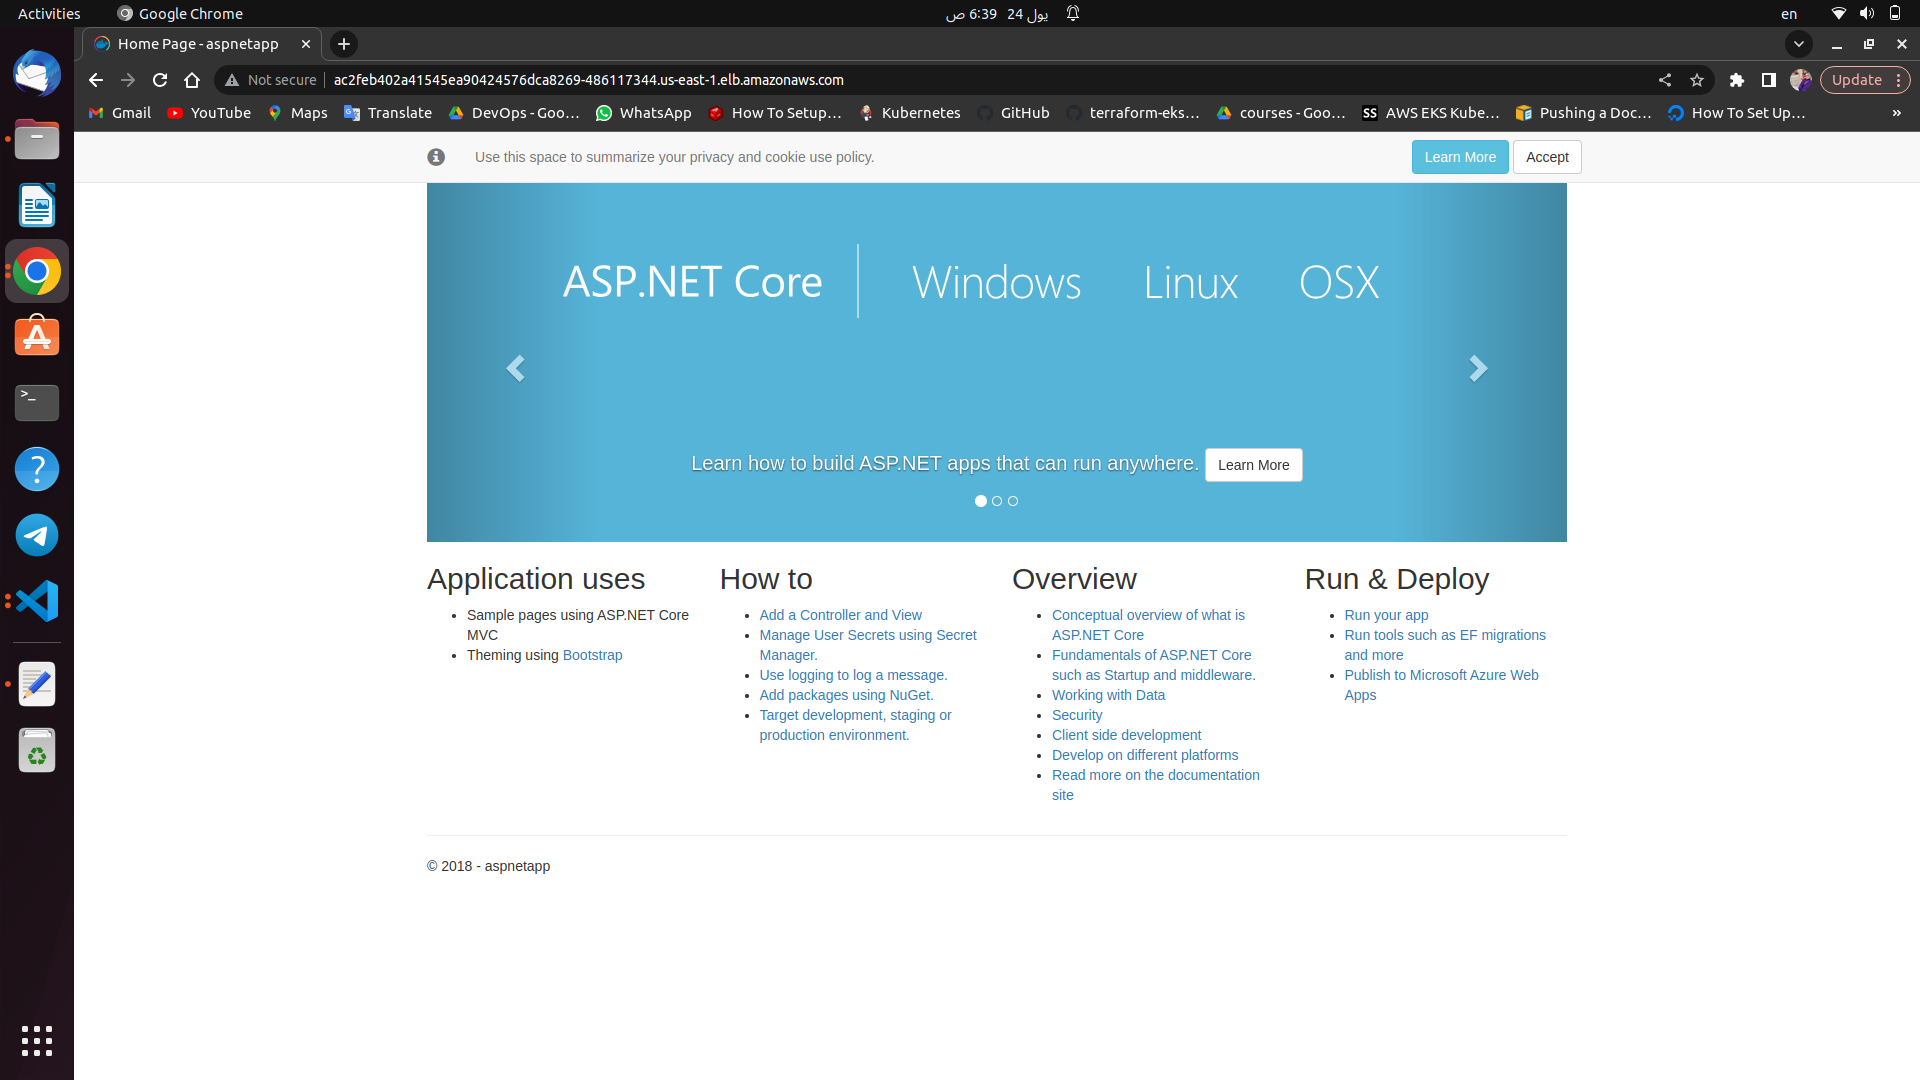 Activities
Google Chrome
يول 24 6:39 ص
en
Home Page - aspnetapp
Not secure
ac2feb402a41545ea90424576dca8269-486117344.us-east-1.elb.amazonaws.com
Update
Gmail
YouTube
Maps
Translate
DevOps - Goo...
WhatsApp
How To Setup...
Kubernetes
GitHub
terraform-eks...
courses - Goo...
SS
AWS EKS Kube...
Pushing a Doc...
How To Set Up...
»
Use this space to summarize your privacy and cookie use policy.
Learn More
Accept
ASP.NET Core
Windows
Linux
OSX
Learn how to build ASP.NET apps that can run anywhere.
Learn More
Application uses
Sample pages using ASP.NET Core
MVC
Theming using Bootstrap
How to
Add a Controller and View
Manage User Secrets using Secret
Manager.
Use logging to log a message.
Add packages using NuGet.
Target development, staging or
production environment.
Overview
Conceptual overview of what is
ASP.NET Core
Fundamentals of ASP.NET Core
such as Startup and middleware.
Working with Data
Security
Client side development
Develop on different platforms
Read more on the documentation
site
Run & Deploy
Run your app
Run tools such as EF migrations
and more
Publish to Microsoft Azure Web
Apps
© 2018 - aspnetapp